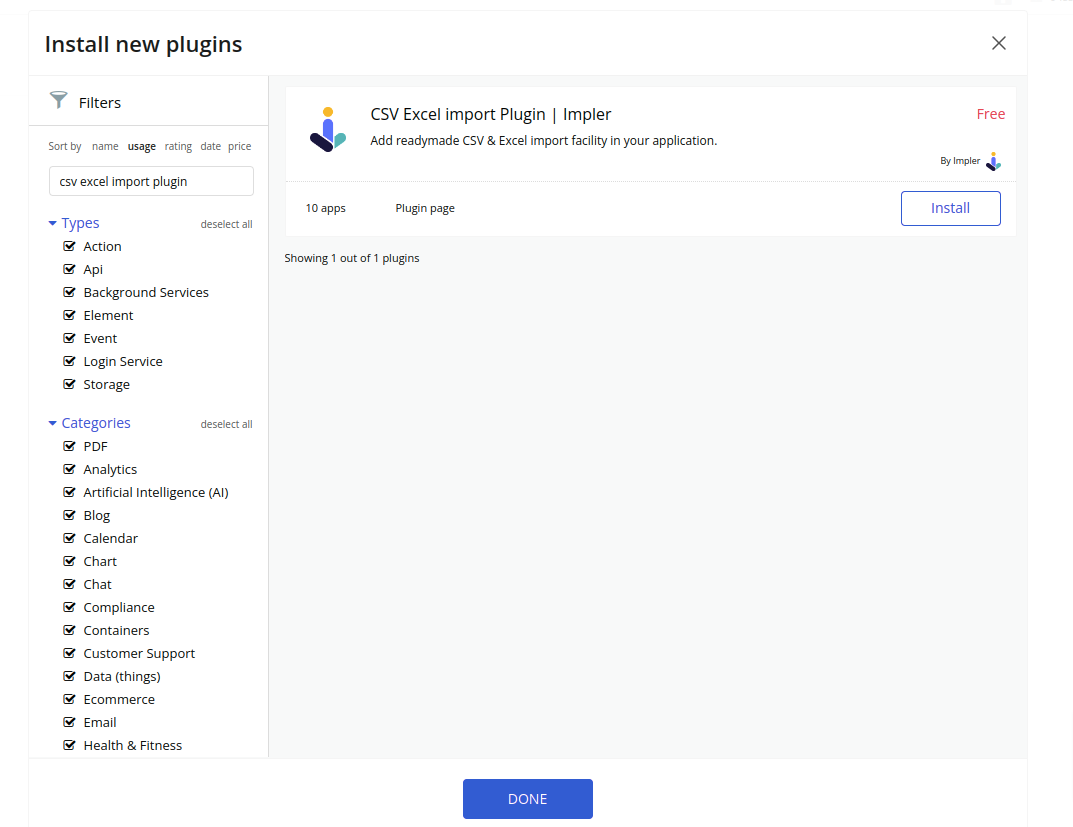 Install new plugins
Filters
Sort by name usage rating date price
csv excel import plugin
Types deselect all
Action
Api
Background Services
Element
Event
Login Service
Storage
Categories deselect all
PDF
Analytics
Artificial Intelligence (AI)
Blog
Calendar
Chart
Chat
Compliance
Containers
Customer Support
Data (things)
Ecommerce
Email
Health & Fitness
CSV Excel import Plugin | Impler
Free
Add readymade CSV & Excel import facility in your application.
By Impler
10 apps Plugin page Install
Showing 1 out of 1 plugins
DONE